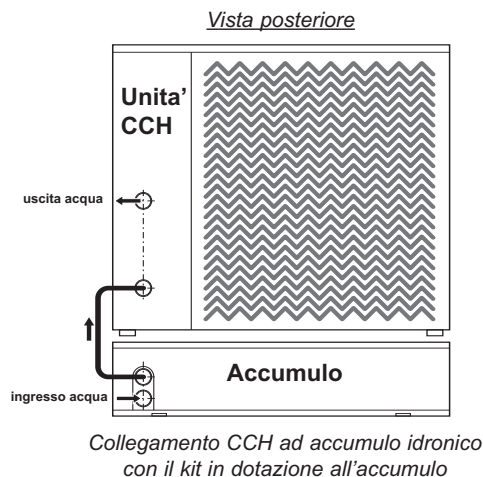 Vista posteriore
Unita’
CCH
uscita acqua
Accumulo
ingresso acqua
Collegamento CCH ad accumulo idronico
con il kit in dotazione all’accumulo